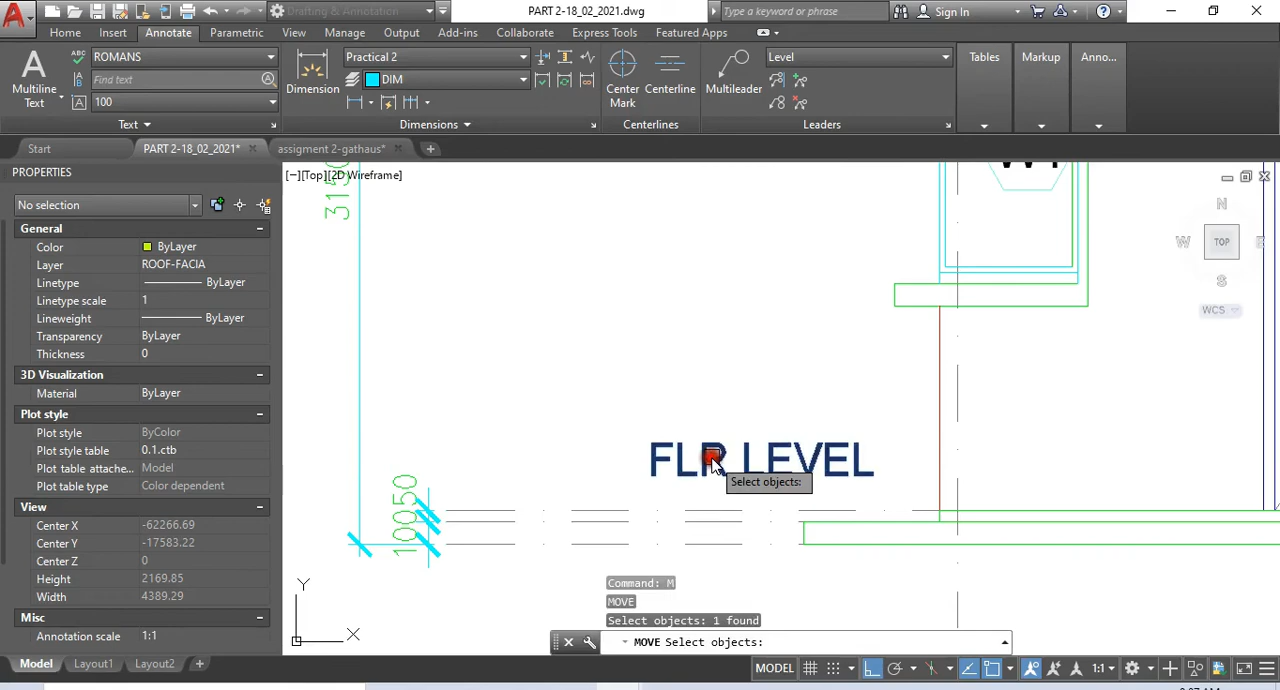 Drafting & Annotation PART 2-18_02_2021.dwg Type a keyword or phrase Sign In
Home Insert Annotate Parametric View Manage Output Add-ins Collaborate Express Tools Featured Apps
A Multiline Text ABC ROMANS
Find text
100
Text
Dimension Practical 2
DIM
Dimensions
Center Mark Centerline
Centerlines
Multileader Level
Leaders
Tables Markup Anno...
Start PART 2-18_02_2021* assigment 2-gathaus*
PROPERTIES
No selection
General
Color ByLayer
Layer ROOF-FACIA
Linetype ByLayer
Linetype scale 1
Lineweight ByLayer
Transparency ByLayer
Thickness 0
3D Visualization
Material ByLayer
Plot style
Plot style ByColor
Plot style table 0.1.ctb
Plot table attache... Model
Plot table type Color dependent
View
Center X -62266.69
Center Y -17583.22
Center Z 0
Height 2169.85
Width 4389.29
Misc
Annotation scale 1:1
[−][Top][2D Wireframe]
N
W TOP E
S
WCS
FLR LEVEL
Select objects:
10050
Y
X
Command: M
MOVE
Select objects: 1 found
MOVE Select objects:
Model Layout1 Layout2
MODEL 1:1